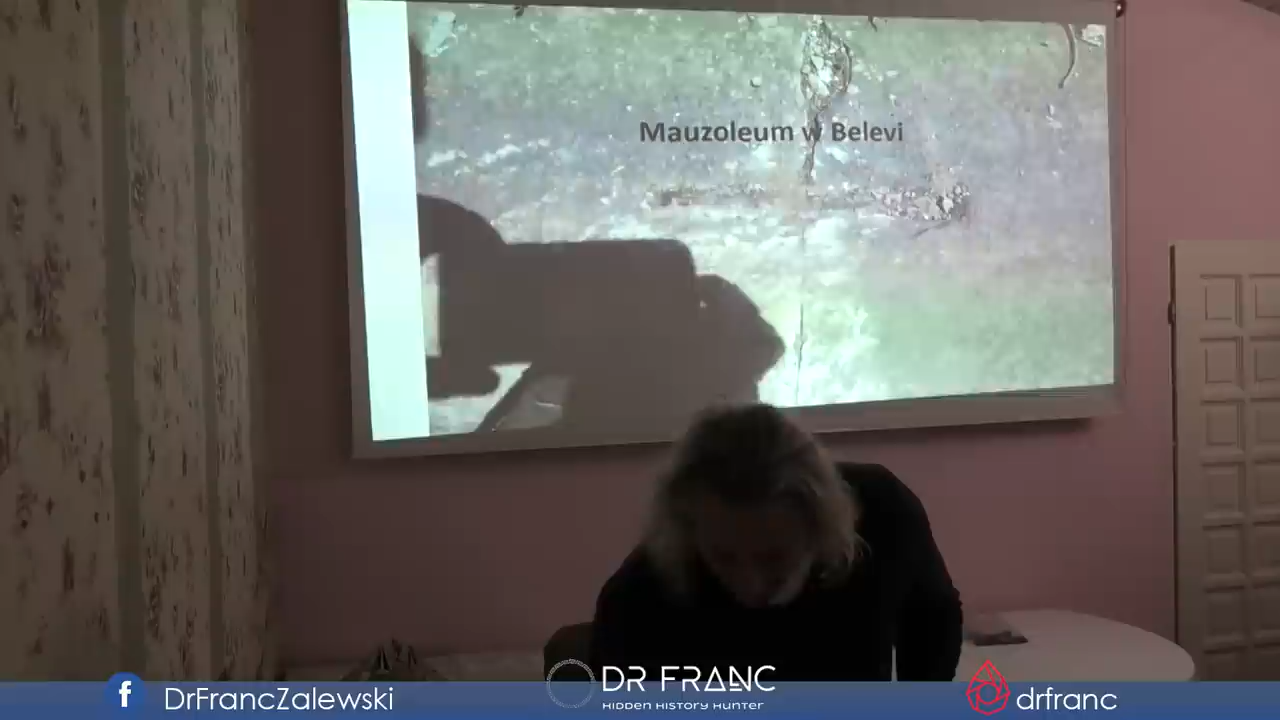 Mauzoleum w Belevi
DrFrancZalewski
DR FRANC
HIDDEN HISTORY HUNTER
drfranc